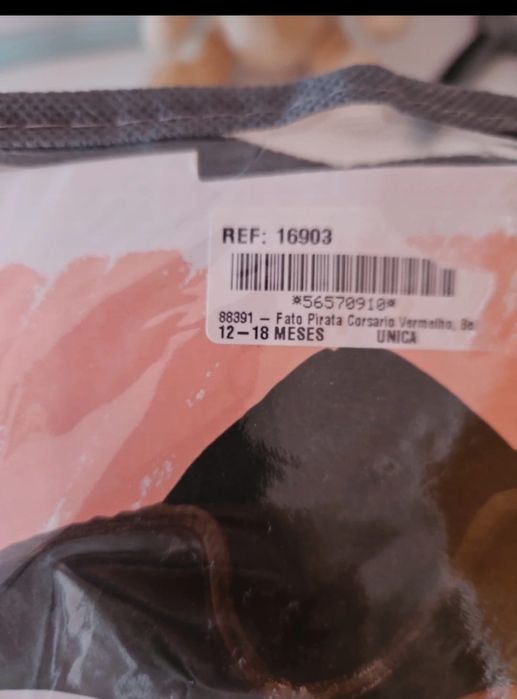 REF: 16903
*56570910*
88391 – Fato Pirata Corsario Vermelho, Be
12–18 MESES UNICA